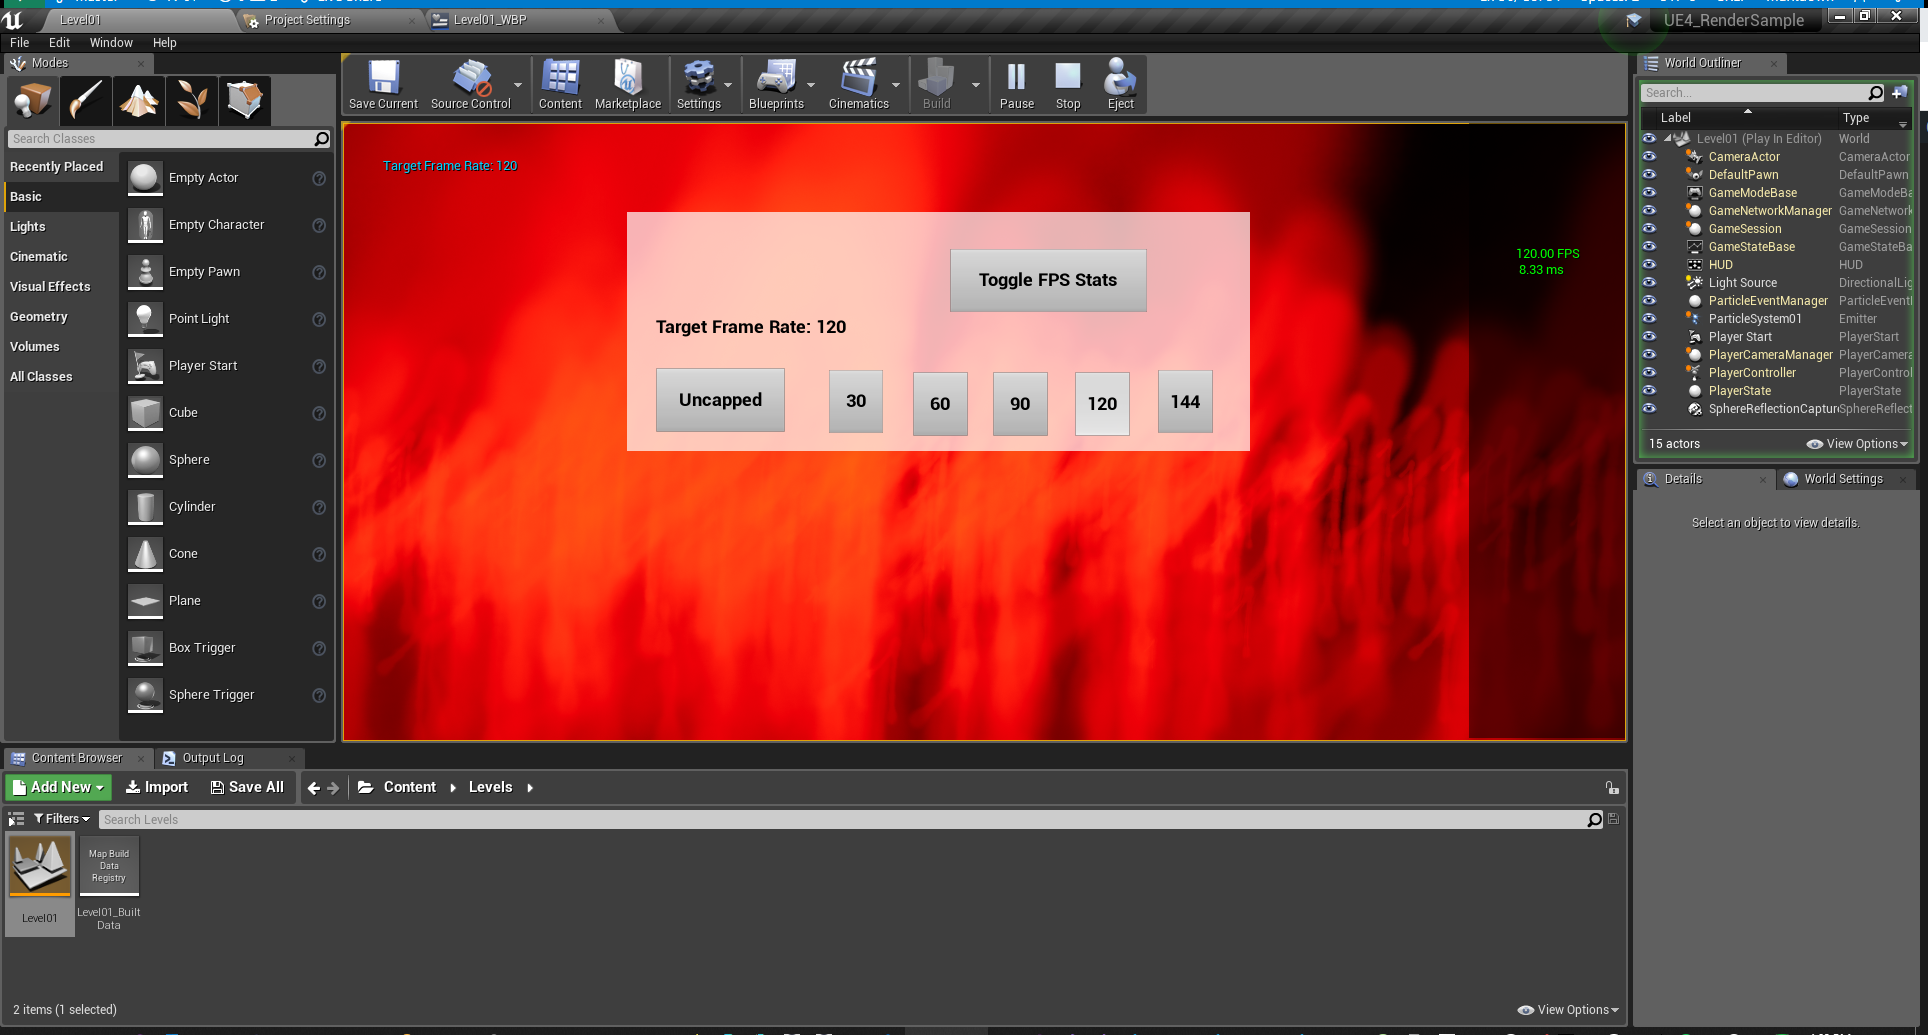 Level01
Project Settings
Level01_WBP
UE4_RenderSample
File Edit Window Help
Modes
Save Current
Source Control
Content
Marketplace
Settings
Blueprints
Cinematics
Build
Pause
Stop
Eject
Search Classes
Recently Placed
Basic
Lights
Cinematic
Visual Effects
Geometry
Volumes
All Classes
Empty Actor
Empty Character
Empty Pawn
Point Light
Player Start
Cube
Sphere
Cylinder
Cone
Plane
Box Trigger
Sphere Trigger
Target Frame Rate: 120
120.00 FPS
8.33 ms
Toggle FPS Stats
Target Frame Rate: 120
Uncapped 30 60 90 120 144
World Outliner
Search...
Label Type
Level01 (Play In Editor) World
CameraActor CameraActor
DefaultPawn DefaultPawn
GameModeBase GameModeBa
GameNetworkManager GameNetwork
GameSession GameSession
GameStateBase GameStateBa
HUD HUD
Light Source DirectionalLig
ParticleEventManager ParticleEventI
ParticleSystem01 Emitter
Player Start PlayerStart
PlayerCameraManager PlayerCamera
PlayerController PlayerControl
PlayerState PlayerState
SphereReflectionCapture SphereReflect
15 actors View Options
Details
World Settings
Select an object to view details.
Content Browser
Output Log
Add New Import Save All Content Levels
Filters Search Levels
Map Build
Data
Registry
Level01
Level01_Built
Data
2 items (1 selected)
View Options